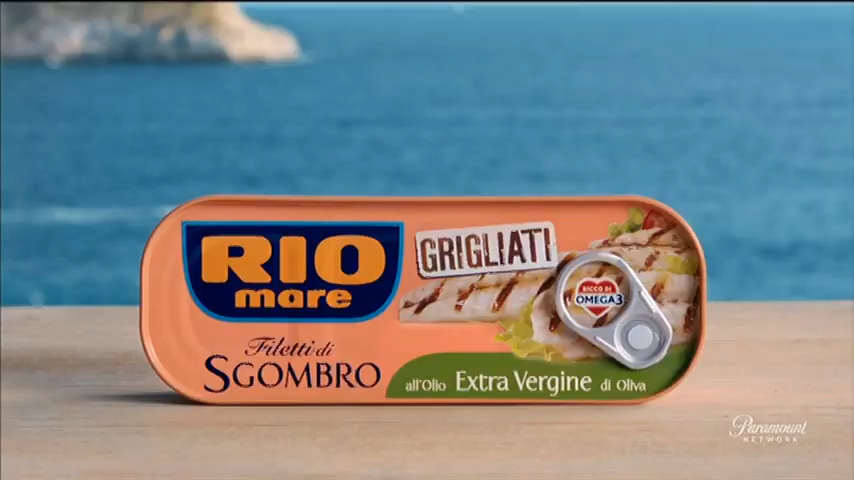 RIO
mare
GRIGLIATI
RICCO DI
OMEGA3
Filetti di
SGOMBRO
all'Olio Extra Vergine di Oliva
Paramount
NETWORK